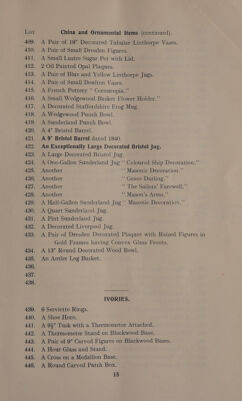 Lot China and Ornamental Items (continued).
409. A Pair of 10" Decorated Tubular Linthorpe Vases.
410. A Pair of Small Dresden Figures.
411. A Small Lustre Sugar Pot with Lid.
412. 2 Oil Painted Opal Plaques.
413. A Pair of Blue and Yellow Linthorpe Jugs.
414. A Pair of Small Doulton Vases.
415. A French Pottery "Cornucopia."
416. A Small Wedgewood Basket Flower Holder."
417. A Decorated Staffordshire Frog Mug.
418. A Wedgewood Punch Bowl.
419. A Sunderland Punch Bowl.
420. A 4" Bristol Barrel.
421. A 9" Bristol Barrel dated 1840.
422. An Exceptionally Large Decorated Bristol Jug.
423. A Large Decorated Bristol Jug.
424. A One-Gallon Sunderland Jug "Coloured Ship Decoration."
425. Another "Masonic Decoration."
426. Another "Grace Darling."
427. Another "The Sailors' Farewell."
428. Another "Mason's Arms."
429. A Half-Gallon Sunderland Jug "Masonic Decoration."
430. A Quart Sunderland Jug.
431. A Pint Sunderland Jug.
432. A Decorated Liverpool Jug.
433. A Pair of Dresden Decorated Plaques with Raised Figures in
Gold Frames having Convex Glass Fronts.
434. A 13" Round Decorated Wood Bowl.
435. An Antler Log Basket.
436.
437.
438.
IVORIES.
439. 6 Serviette Rings.
440. A Shoe Horn.
441. A 9½" Tusk with a Thermometer Attached.
442. A Thermometer Stand on Blackwood Base.
443. A Pair of 9" Carved Figures on Blackwood Bases.
444. A Hour Glass and Stand.
445. A Cross on a Medallion Base.
446. A Round Carved Patch Box.
15